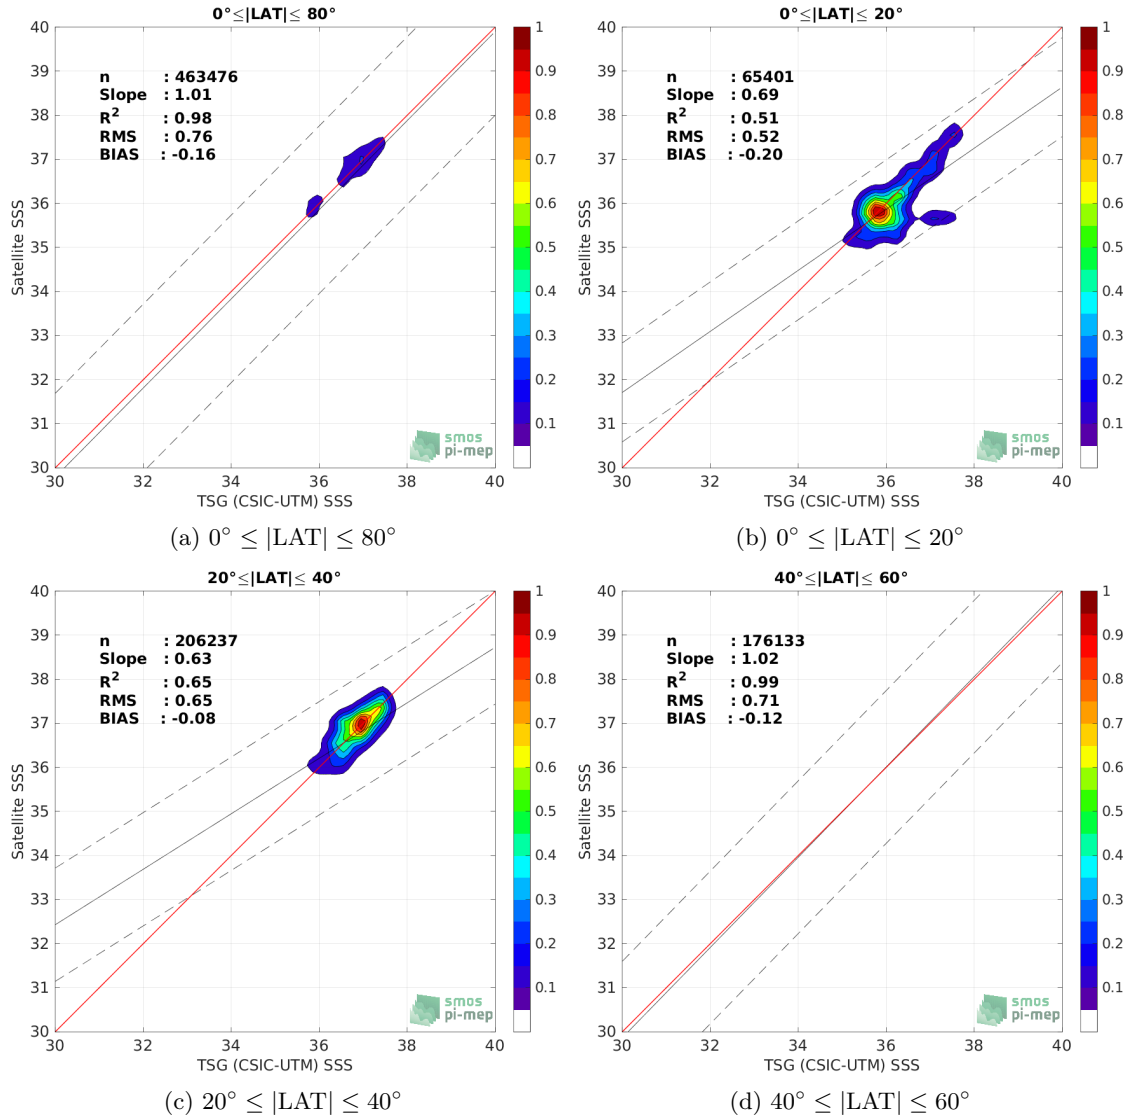 0°≤|LAT|≤ 80°
40
39
38
37
36
35
34
33
32
31
30
Satellite SSS
n : 463476
Slope : 1.01
R² : 0.98
RMS : 0.76
BIAS : -0.16
smos
pi-mep
30 32 34 36 38 40
TSG (CSIC-UTM) SSS
1
0.9
0.8
0.7
0.6
0.5
0.4
0.3
0.2
0.1
(a) 0° ≤ |LAT| ≤ 80°
0°≤|LAT|≤ 20°
40
39
38
37
36
35
34
33
32
31
30
Satellite SSS
n : 65401
Slope : 0.69
R² : 0.51
RMS : 0.52
BIAS : -0.20
smos
pi-mep
30 32 34 36 38 40
TSG (CSIC-UTM) SSS
1
0.9
0.8
0.7
0.6
0.5
0.4
0.3
0.2
0.1
(b) 0° ≤ |LAT| ≤ 20°
20°≤|LAT|≤ 40°
40
39
38
37
36
35
34
33
32
31
30
Satellite SSS
n : 206237
Slope : 0.63
R² : 0.65
RMS : 0.65
BIAS : -0.08
smos
pi-mep
30 32 34 36 38 40
TSG (CSIC-UTM) SSS
1
0.9
0.8
0.7
0.6
0.5
0.4
0.3
0.2
0.1
(c) 20° ≤ |LAT| ≤ 40°
40°≤|LAT|≤ 60°
40
39
38
37
36
35
34
33
32
31
30
Satellite SSS
n : 176133
Slope : 1.02
R² : 0.99
RMS : 0.71
BIAS : -0.12
smos
pi-mep
30 32 34 36 38 40
TSG (CSIC-UTM) SSS
1
0.9
0.8
0.7
0.6
0.5
0.4
0.3
0.2
0.1
(d) 40° ≤ |LAT| ≤ 60°